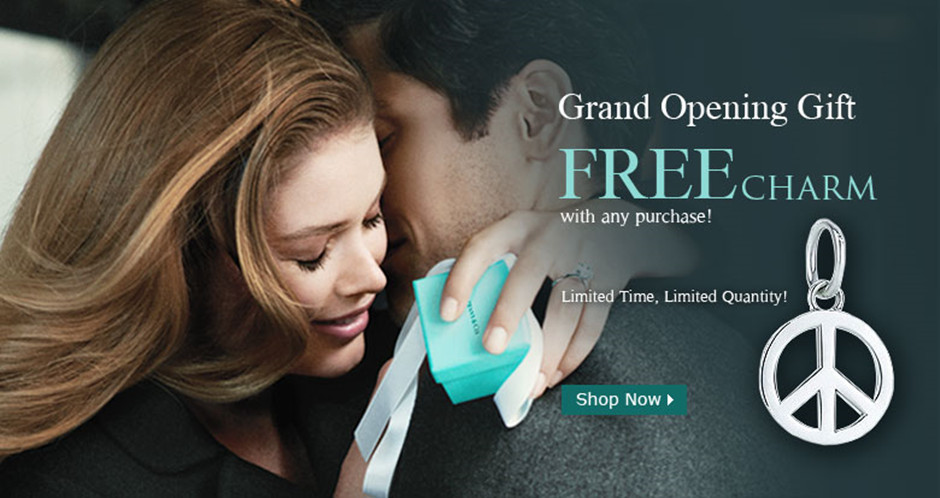 Grand Opening Gift
FREE CHARM
with any purchase!
Limited Time, Limited Quantity!
Shop Now